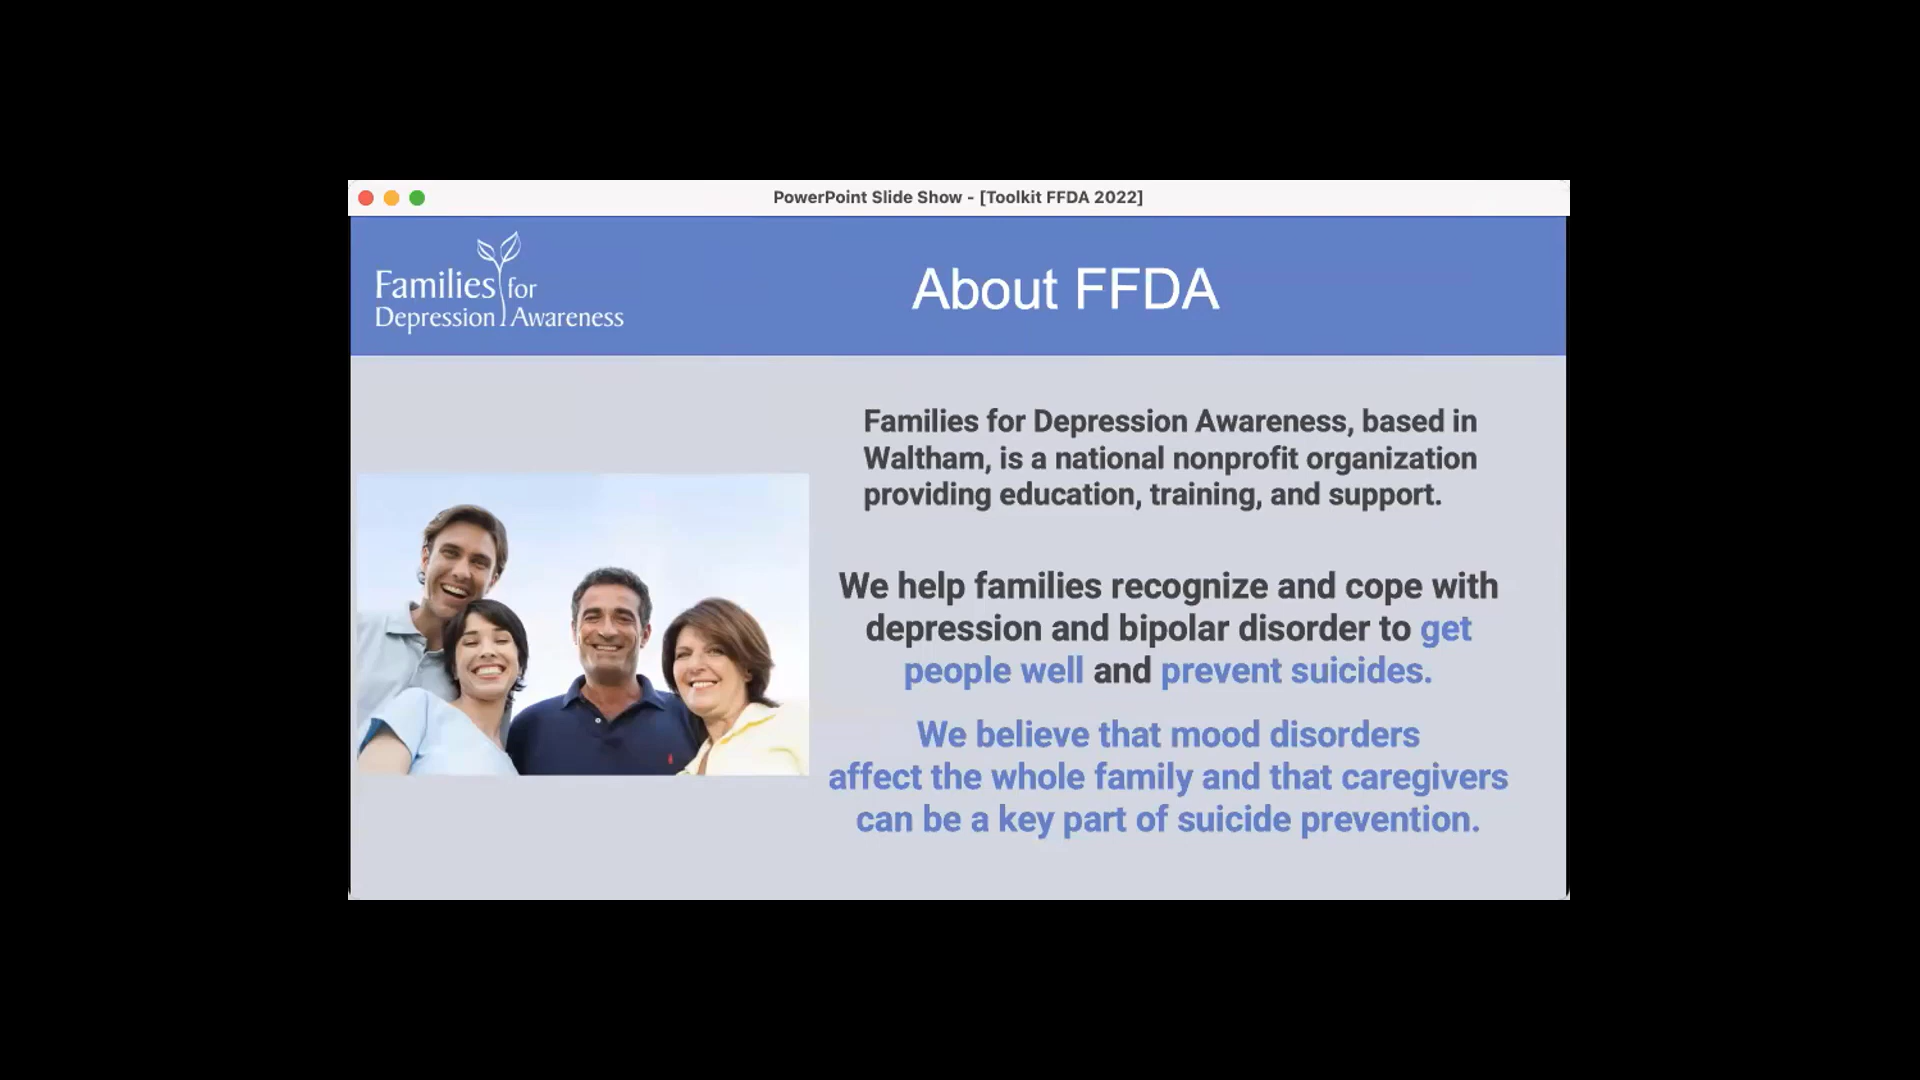 PowerPoint Slide Show - [Toolkit FFDA 2022]
Families for
Depression Awareness
About FFDA
Families for Depression Awareness, based in
Waltham, is a national nonprofit organization
providing education, training, and support.
We help families recognize and cope with
depression and bipolar disorder to get
people well and prevent suicides.
We believe that mood disorders
affect the whole family and that caregivers
can be a key part of suicide prevention.